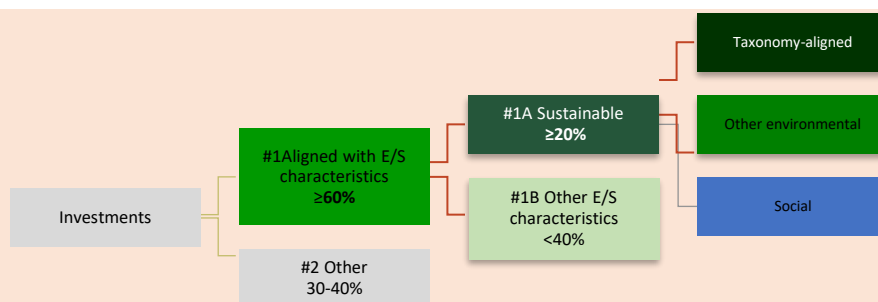 Investments
#1Aligned with E/S
characteristics
≥60%
#2 Other
30-40%
#1A Sustainable
≥20%
#1B Other E/S
characteristics
<40%
Taxonomy-aligned
Other environmental
Social